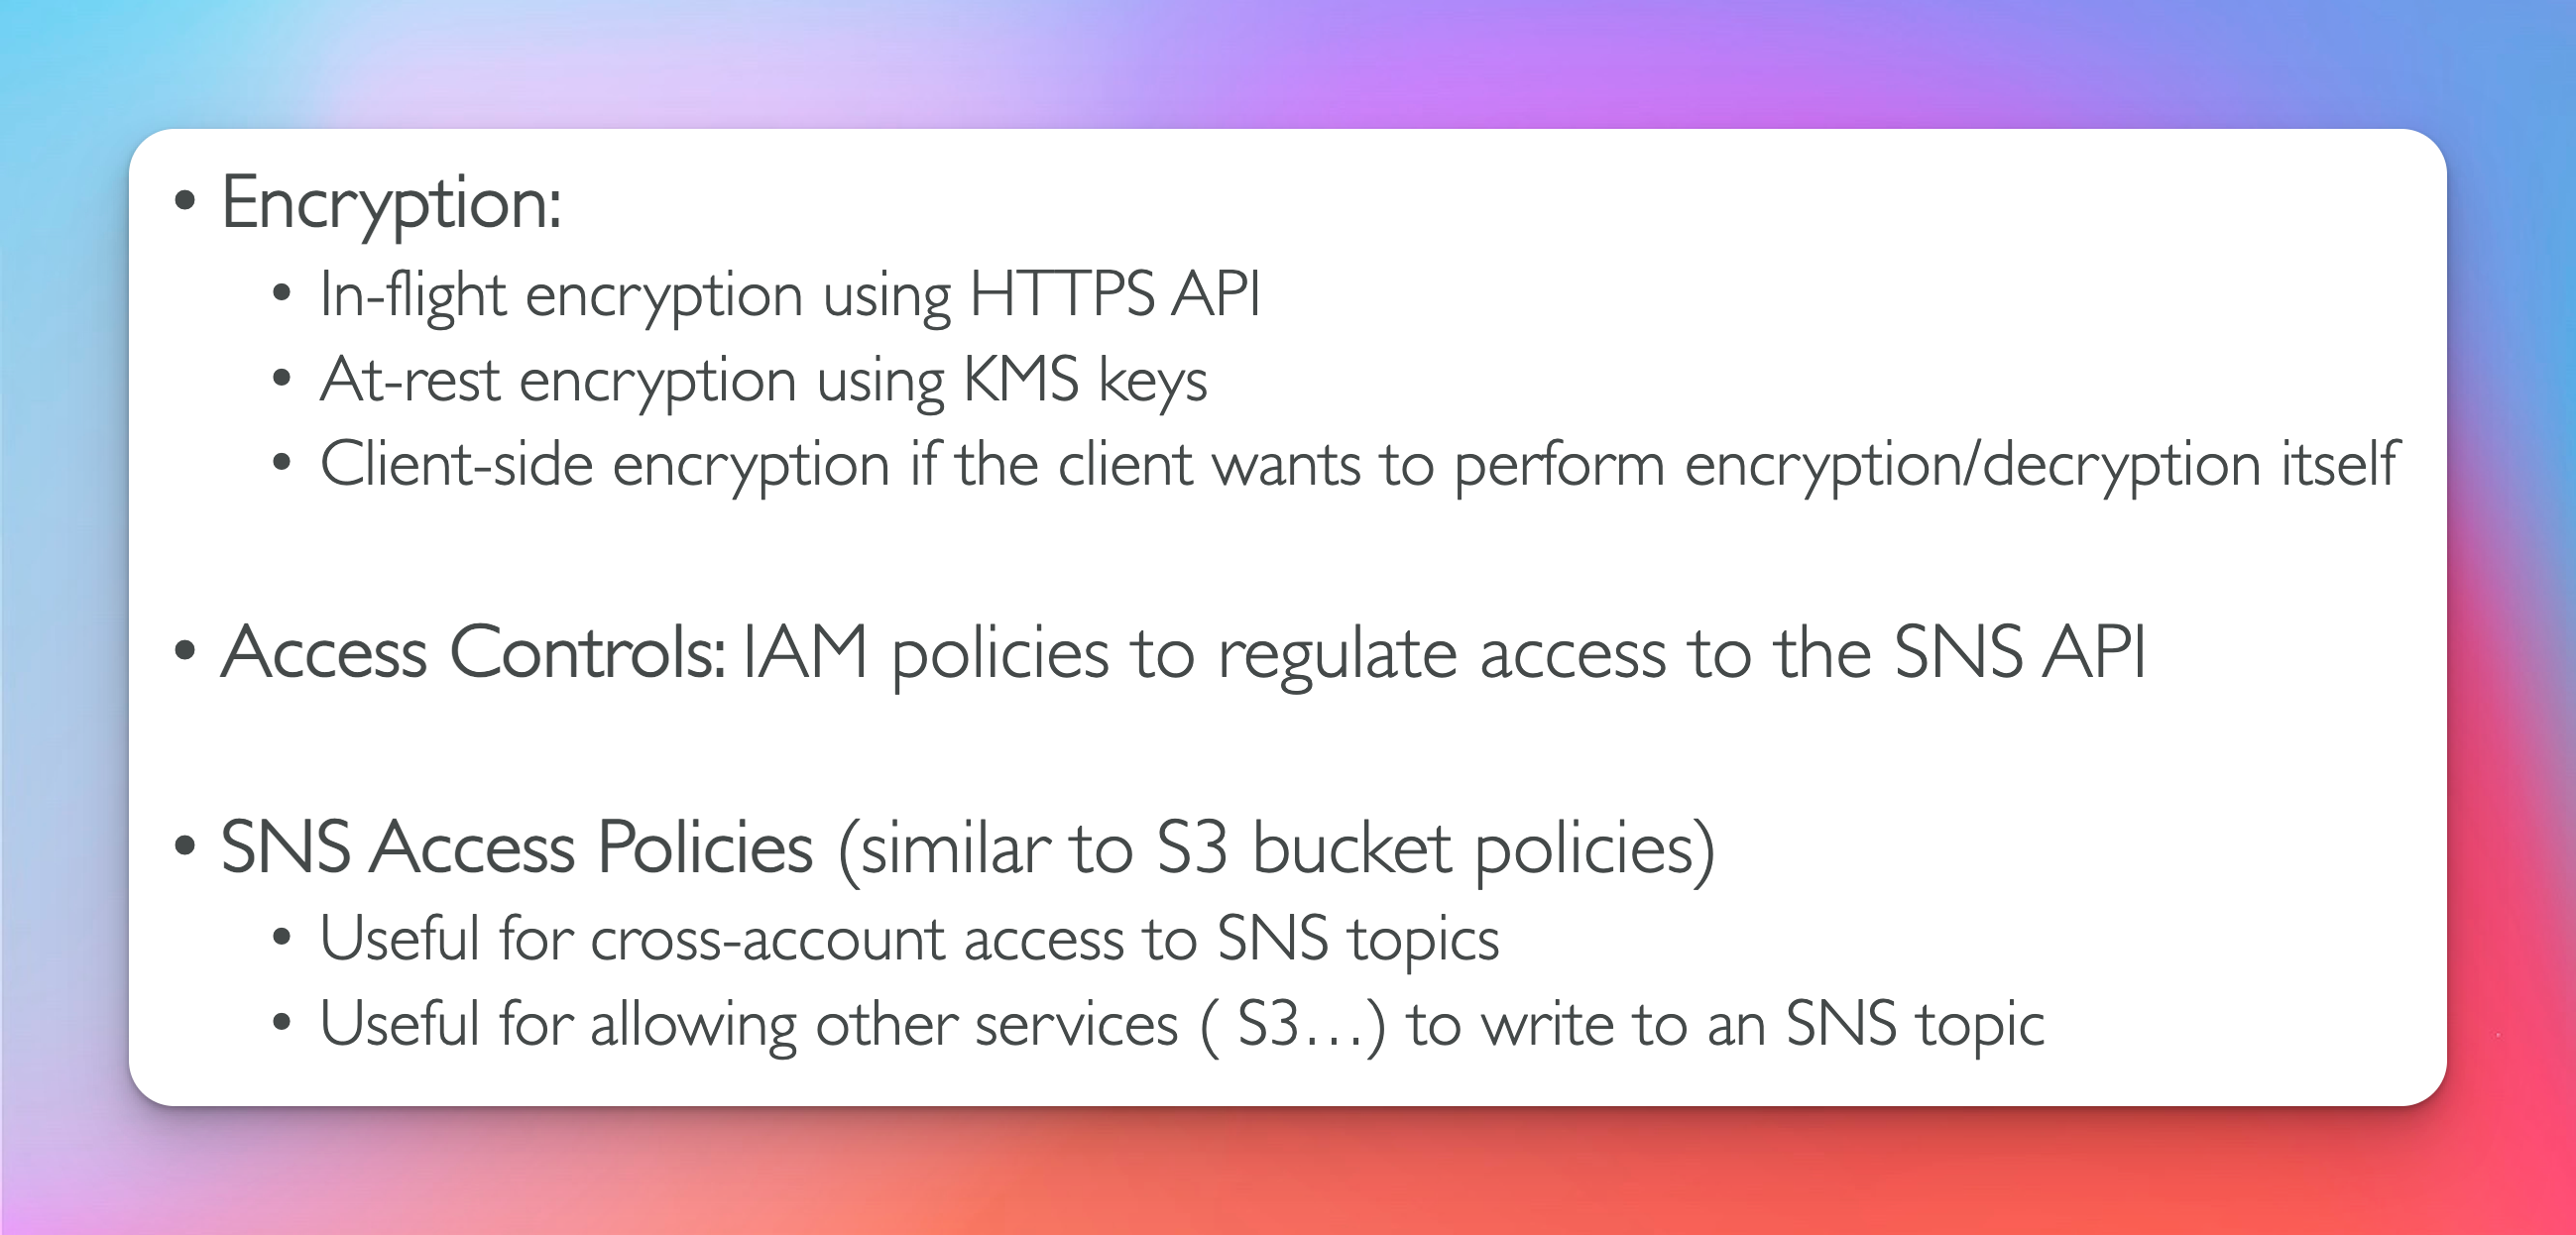 • Encryption:
• In-flight encryption using HTTPS API
• At-rest encryption using KMS keys
• Client-side encryption if the client wants to perform encryption/decryption itself
• Access Controls: IAM policies to regulate access to the SNS API
• SNS Access Policies (similar to S3 bucket policies)
• Useful for cross-account access to SNS topics
• Useful for allowing other services ( S3…) to write to an SNS topic